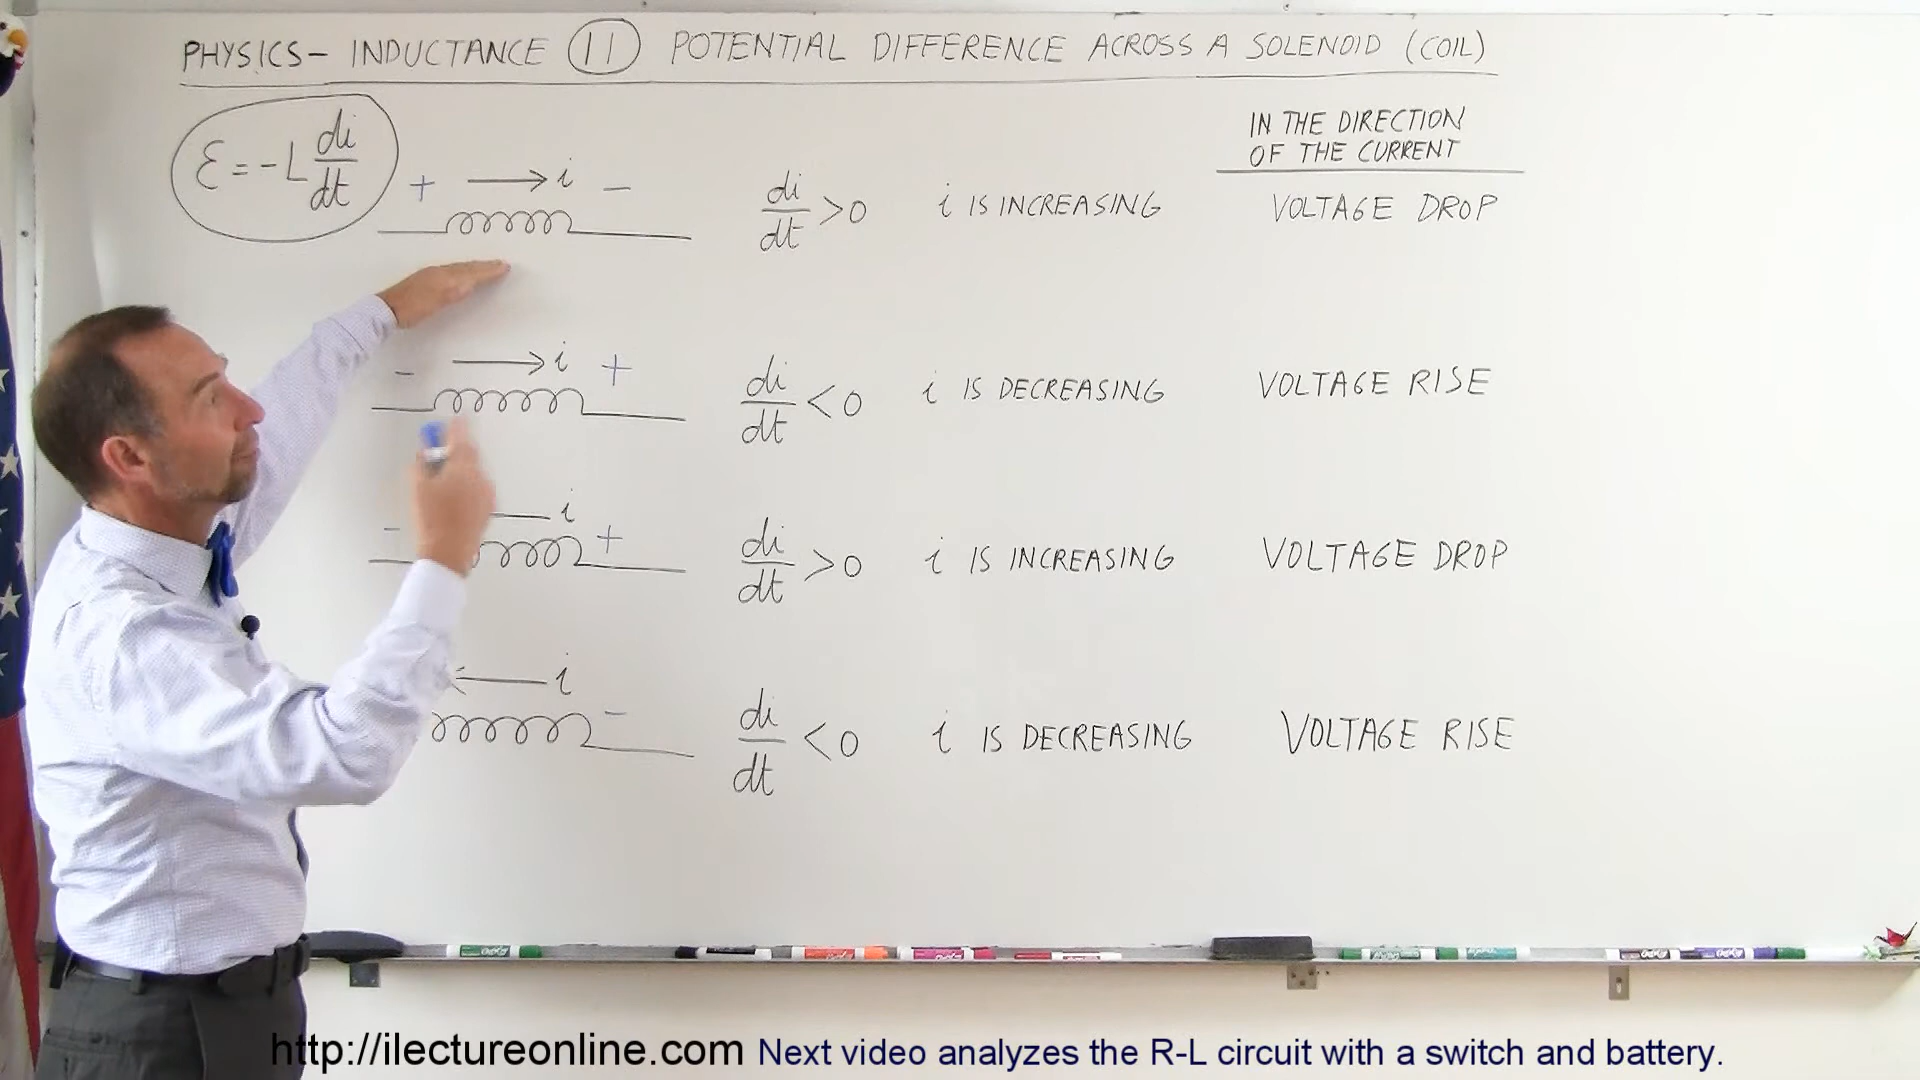 PHYSICS- INDUCTANCE 11 POTENTIAL DIFFERENCE ACROSS A SOLENOID (COIL)
IN THE DIRECTION
OF THE CURRENT
ε = -L di/dt
+ → i -
di/dt > 0 i IS INCREASING VOLTAGE DROP
- → i +
di/dt < 0 i IS DECREASING VOLTAGE RISE
i
- +
di/dt > 0 i IS INCREASING VOLTAGE DROP
← i
-
di/dt < 0 i IS DECREASING VOLTAGE RISE
http://ilectureonline.com Next video analyzes the R-L circuit with a switch and battery.